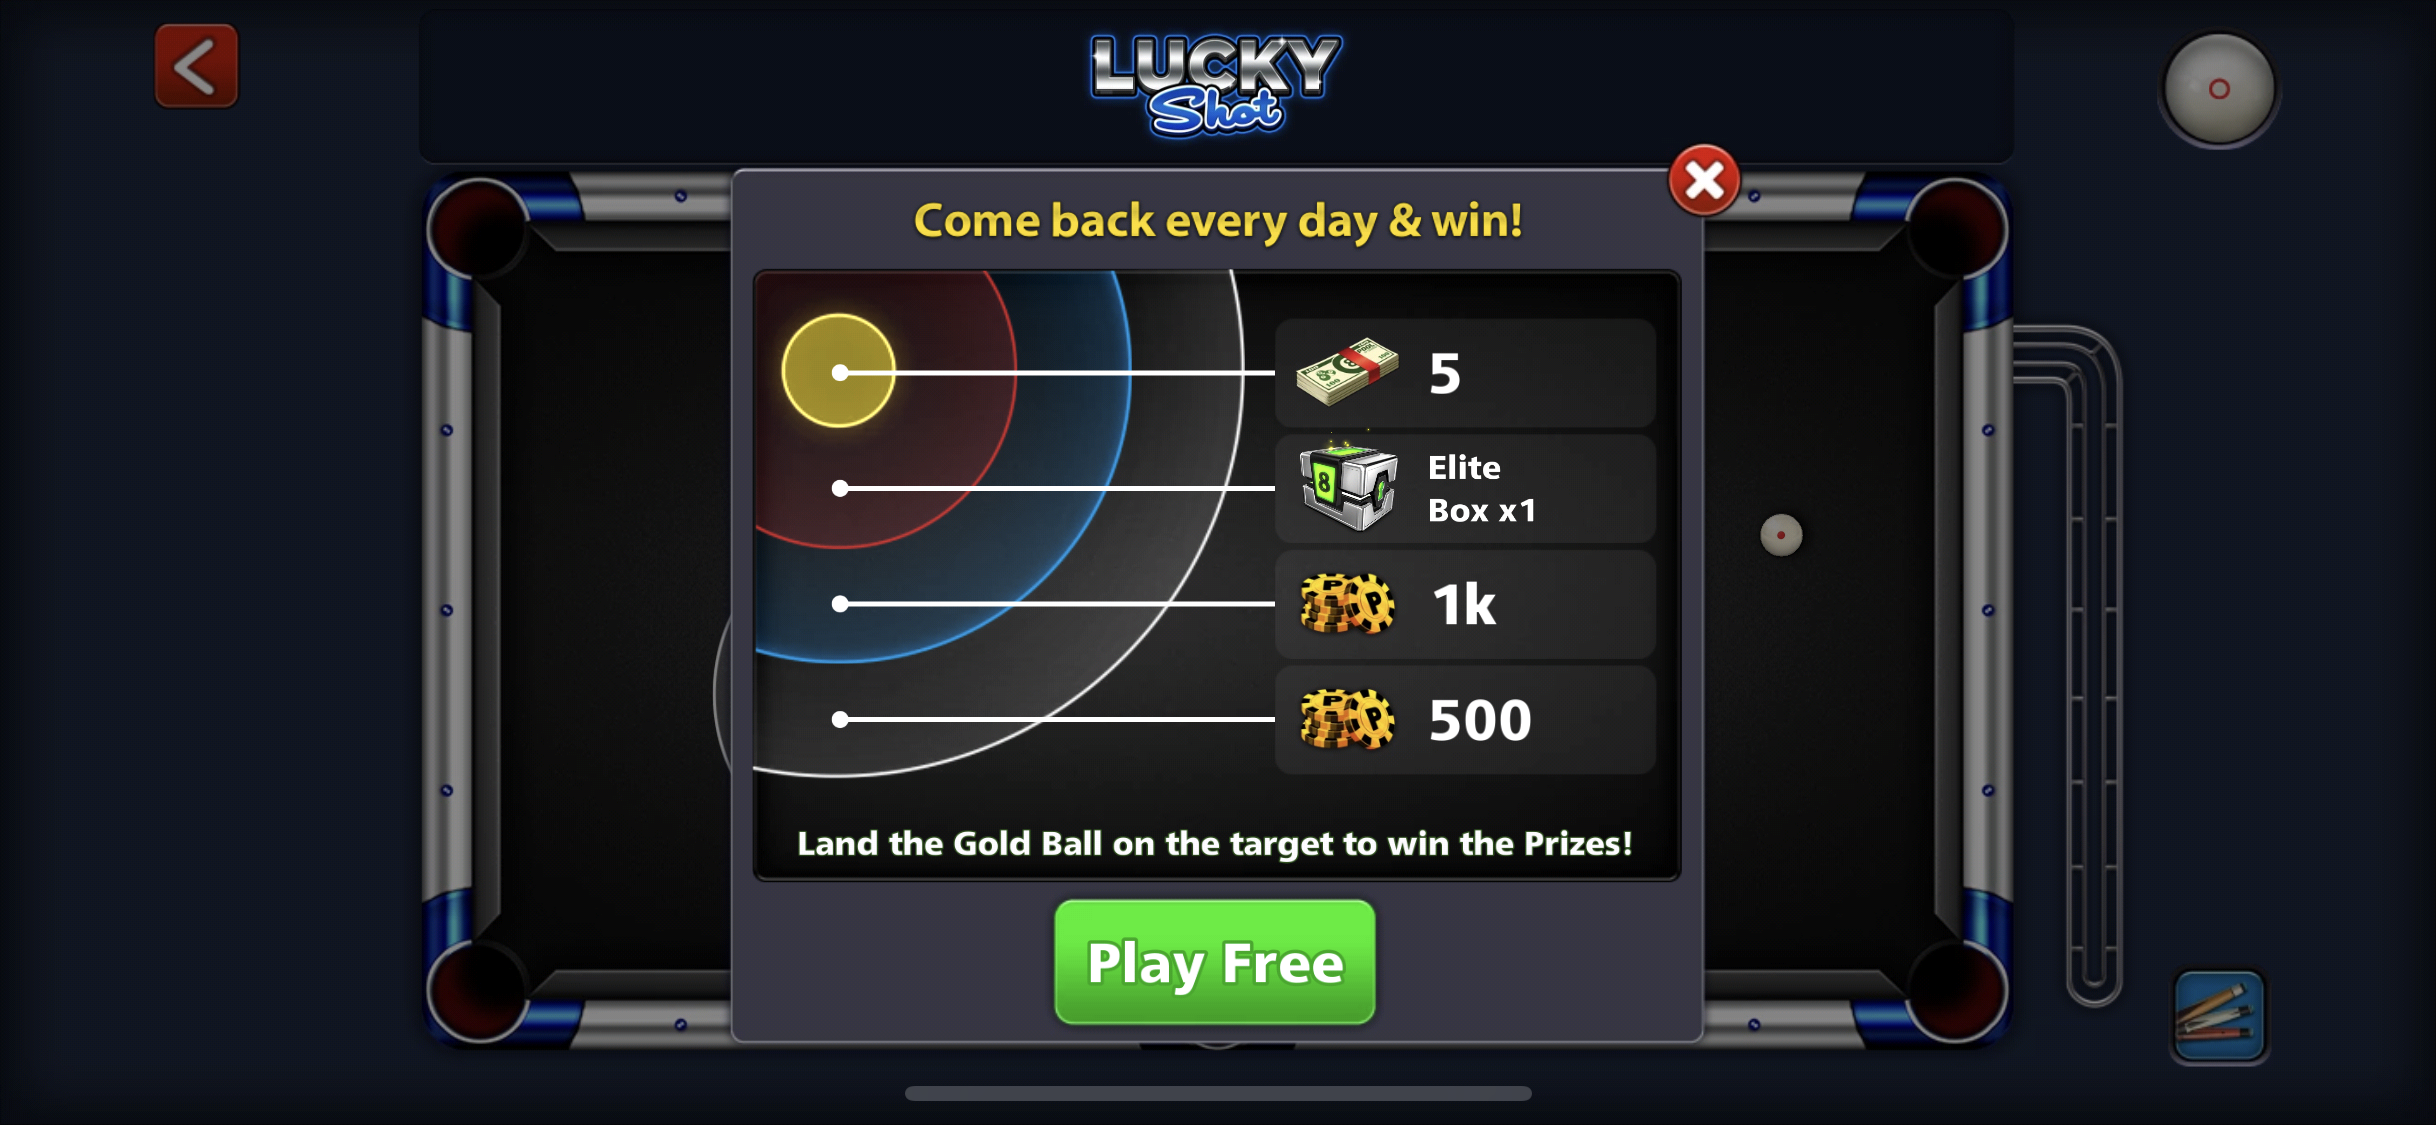 LUCKY
Shot
Come back every day & win!
5
Elite
Box x1
1k
500
Land the Gold Ball on the target to win the Prizes!
Play Free